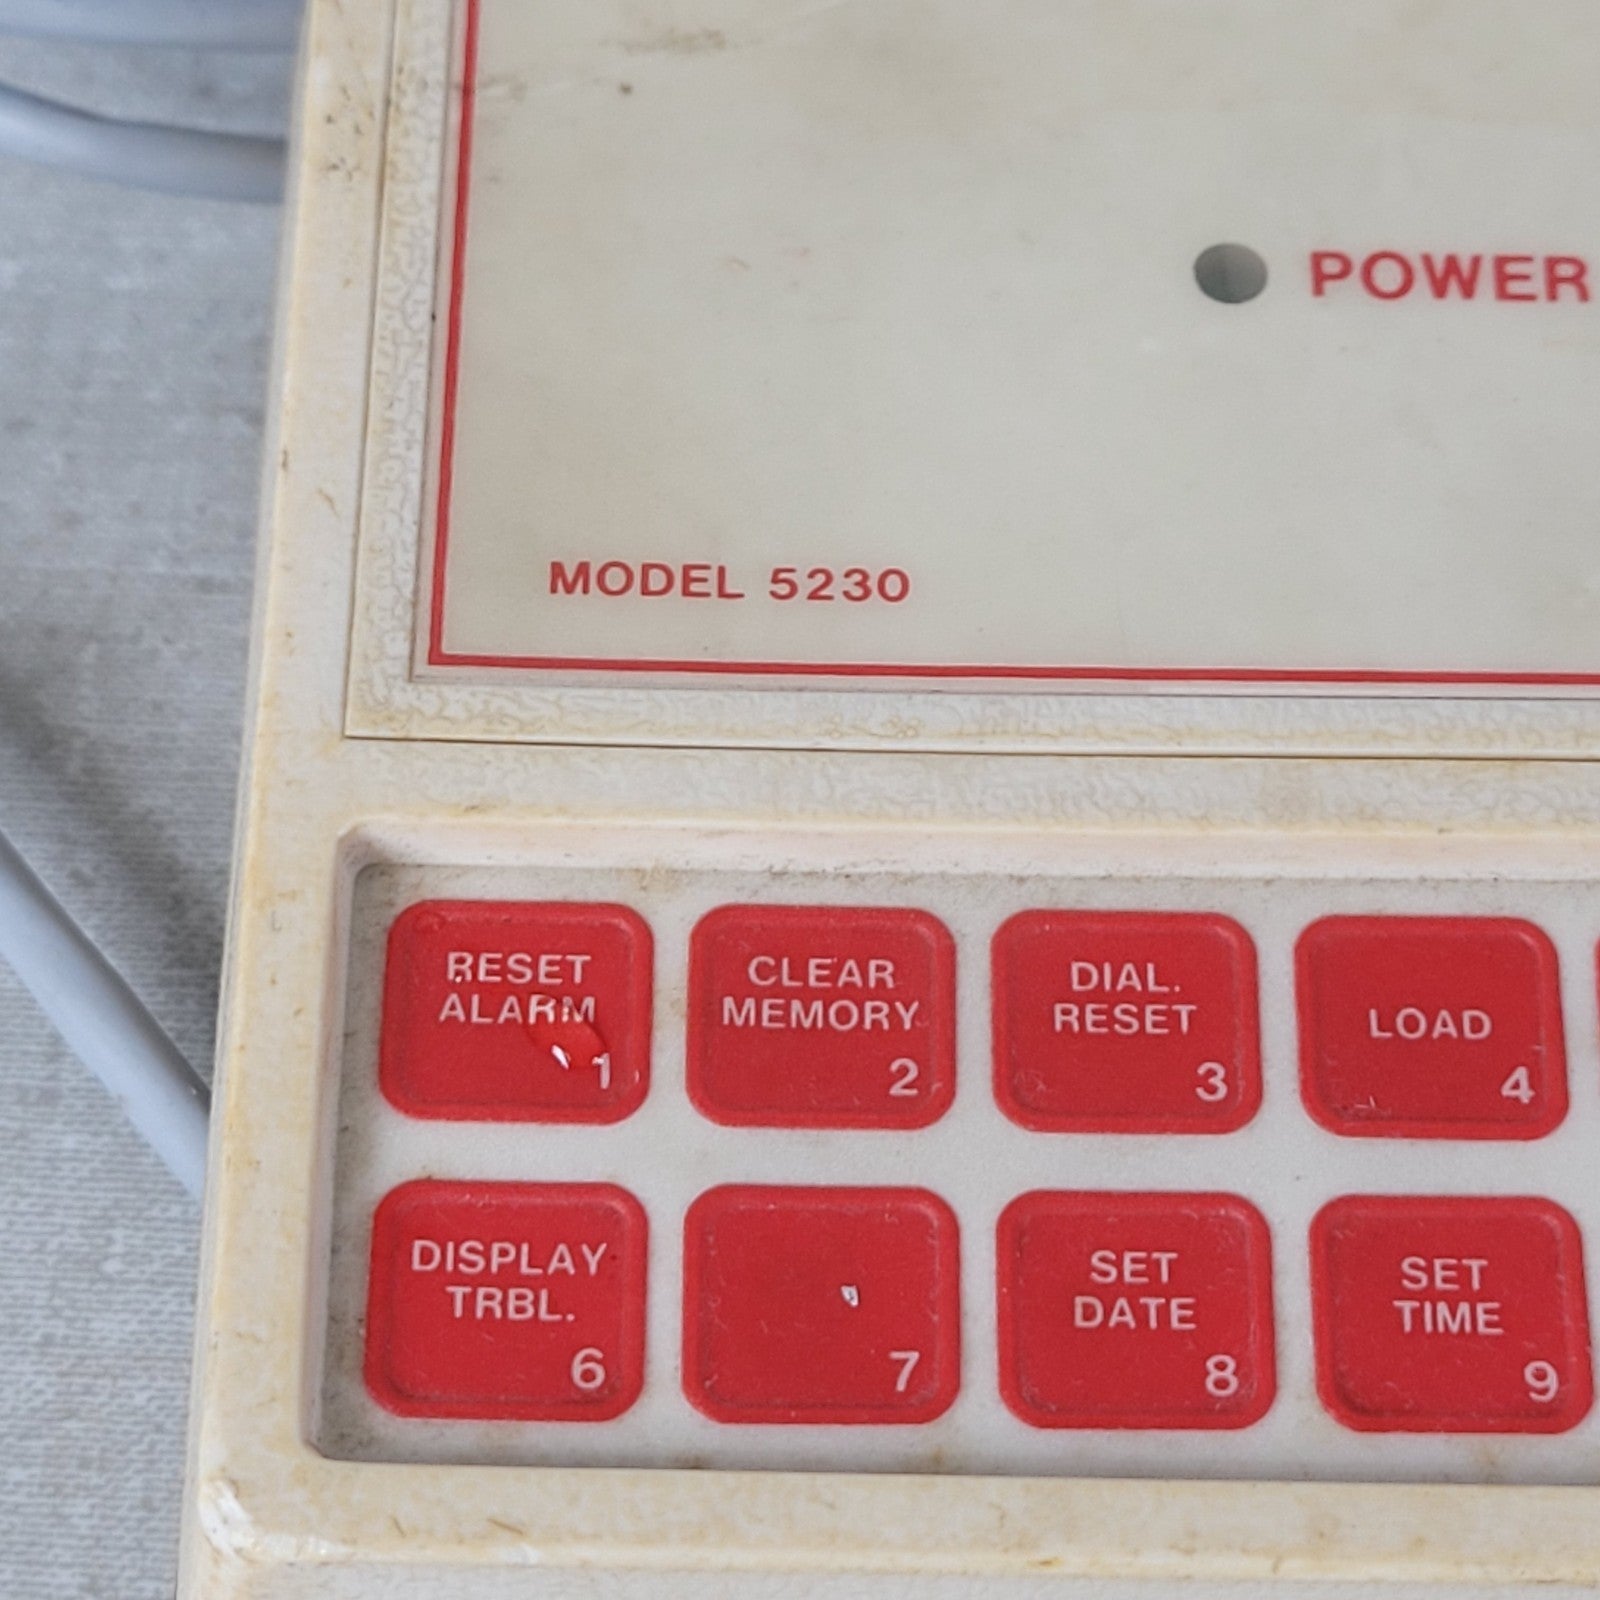 POWER
MODEL 5230
RESET
ALARM
1
CLEAR
MEMORY
2
DIAL.
RESET
3
LOAD
4
DISPLAY
TRBL.
6
7
SET
DATE
8
SET
TIME
9